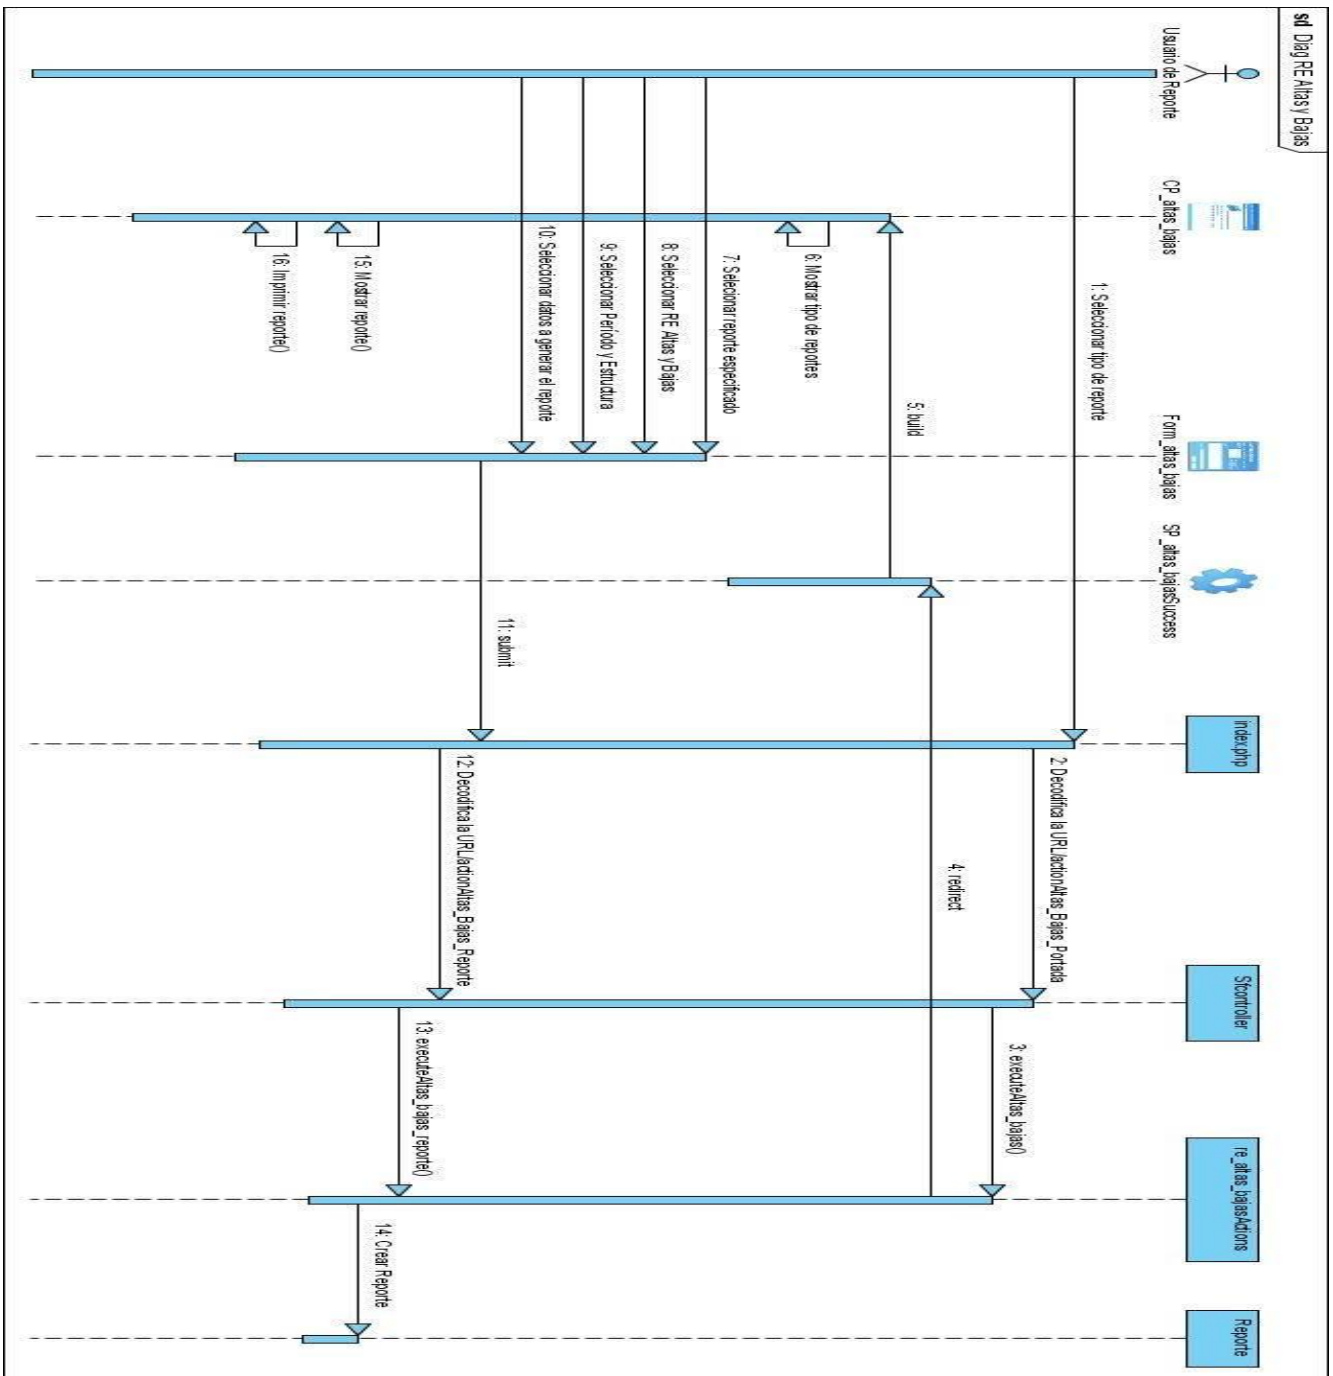 sd Diag RE Altas y Bajas
Usuario de Reporte
CP_altas_bajas
Form_altas_bajas
SP_altas_bajasSuccess
index.php
Sfcontroller
re_altas_bajasActions
Reporte
1: Seleccionar tipo de reporte
2: Decodifica la URL/actionAltas_Bajas_Portada
3: executeAltas_bajas()
4: redirect
5: build
6: Mostrar tipo de reportes
7: Selecionar reporte especificado
8: Seleccionar RE Altas y Bajas
9: Seleccionar Período y Estructura
10: Seleccionar datos a generar el reporte
11: submit
12: Decodifica la URL/actionAltas_Bajas_Reporte
13: executeAltas_bajas_reporte()
14: Crear Reporte
15: Mostrar reporte()
16: Imprimir reporte()